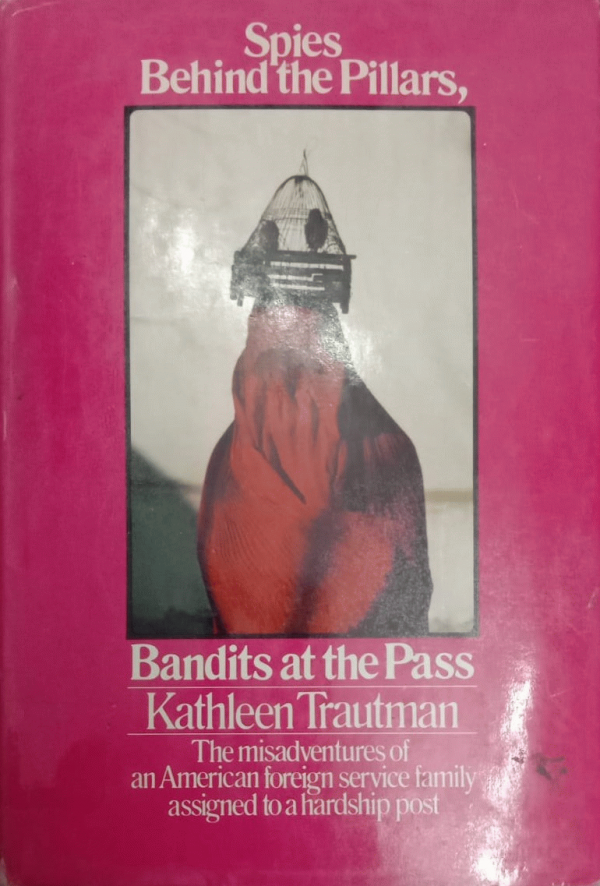 Spies
Behind the Pillars,
Bandits at the Pass
Kathleen Trautman
The misadventures of
an American foreign service family
assigned to a hardship post